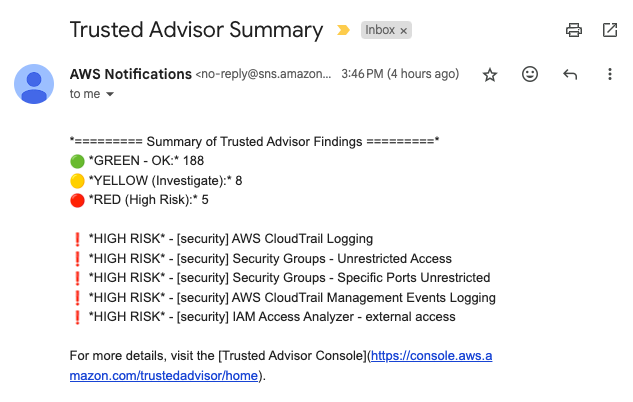 Trusted Advisor Summary Inbox ×
AWS Notifications <no-reply@sns.amazon... 3:46 PM (4 hours ago)
to me
*========= Summary of Trusted Advisor Findings =========*
*GREEN - OK:* 188
*YELLOW (Investigate):* 8
*RED (High Risk):* 5
❗ *HIGH RISK* - [security] AWS CloudTrail Logging
❗ *HIGH RISK* - [security] Security Groups - Unrestricted Access
❗ *HIGH RISK* - [security] Security Groups - Specific Ports Unrestricted
❗ *HIGH RISK* - [security] AWS CloudTrail Management Events Logging
❗ *HIGH RISK* - [security] IAM Access Analyzer - external access
For more details, visit the [Trusted Advisor Console](https://console.aws.a
mazon.com/trustedadvisor/home).